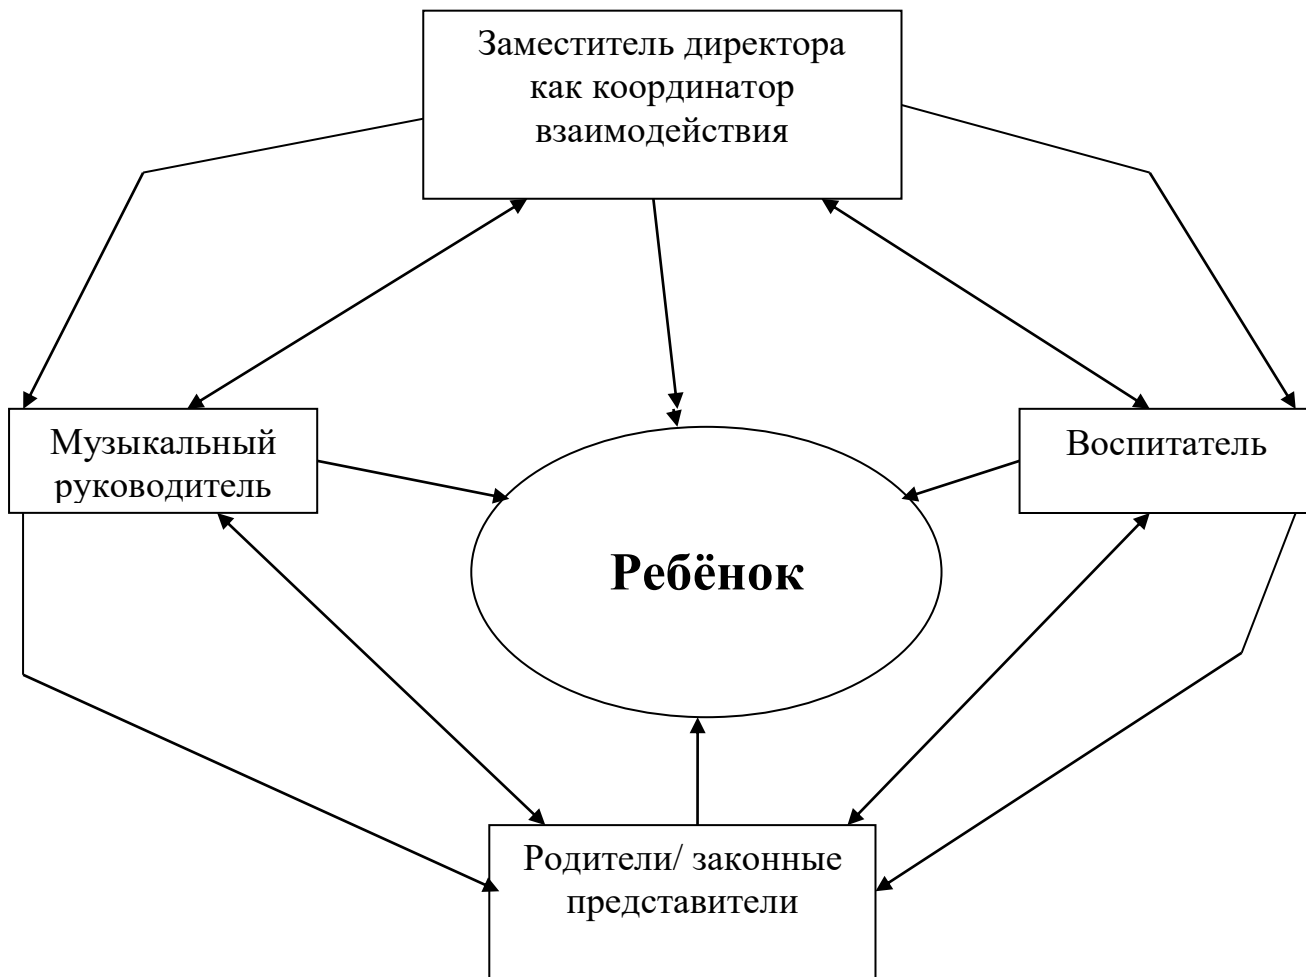 Заместитель директора
как координатор
взаимодействия
Музыкальный
руководитель
Воспитатель
Ребёнок
Родители/ законные
представители